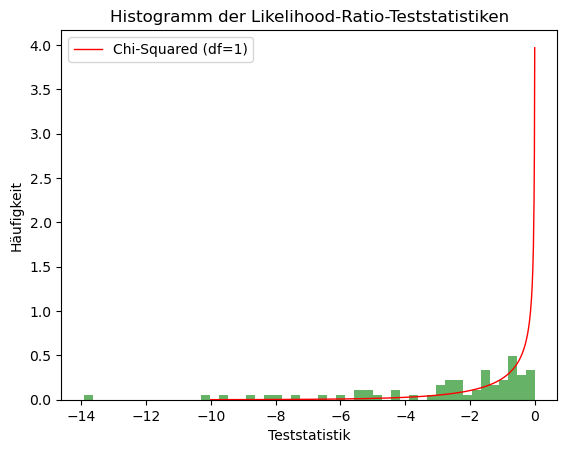 Histogramm der Likelihood-Ratio-Teststatistiken
Chi-Squared (df=1)
Häufigkeit
4.0
3.5
3.0
2.5
2.0
1.5
1.0
0.5
0.0
−14 −12 −10 −8 −6 −4 −2 0
Teststatistik